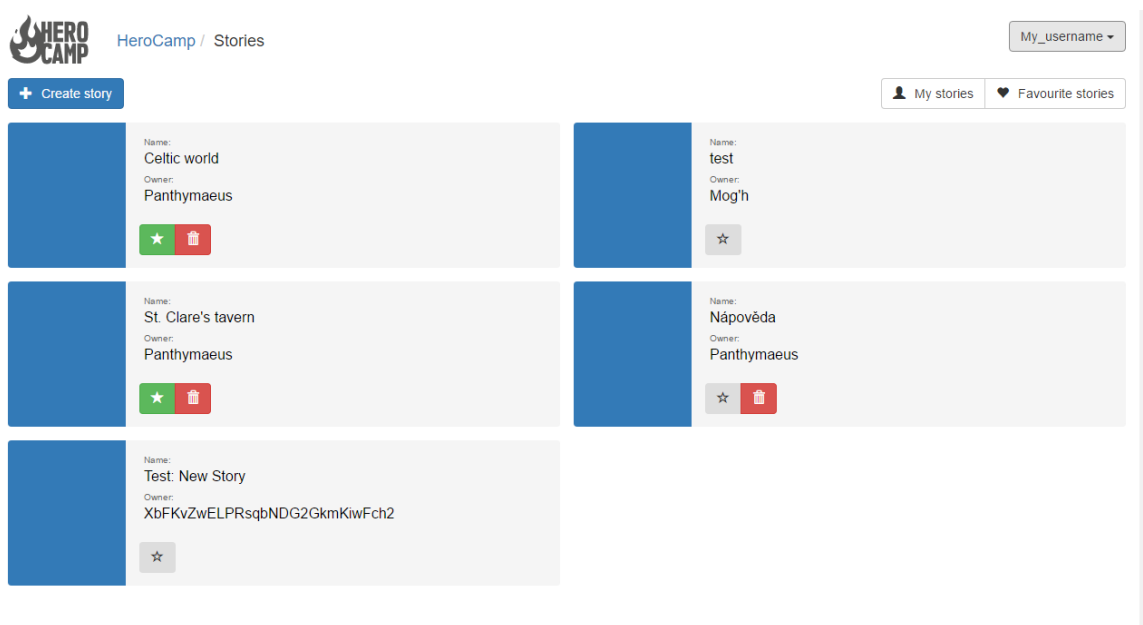 HERO
CAMP
HeroCamp / Stories
My_username
Create story
My stories
Favourite stories
Name:
Celtic world
Owner:
Panthymaeus
Name:
test
Owner:
Mog'h
Name:
St. Clare's tavern
Owner:
Panthymaeus
Name:
Nápověda
Owner:
Panthymaeus
Name:
Test: New Story
Owner:
XbFKvZwELPRsqbNDG2GkmKiwFch2